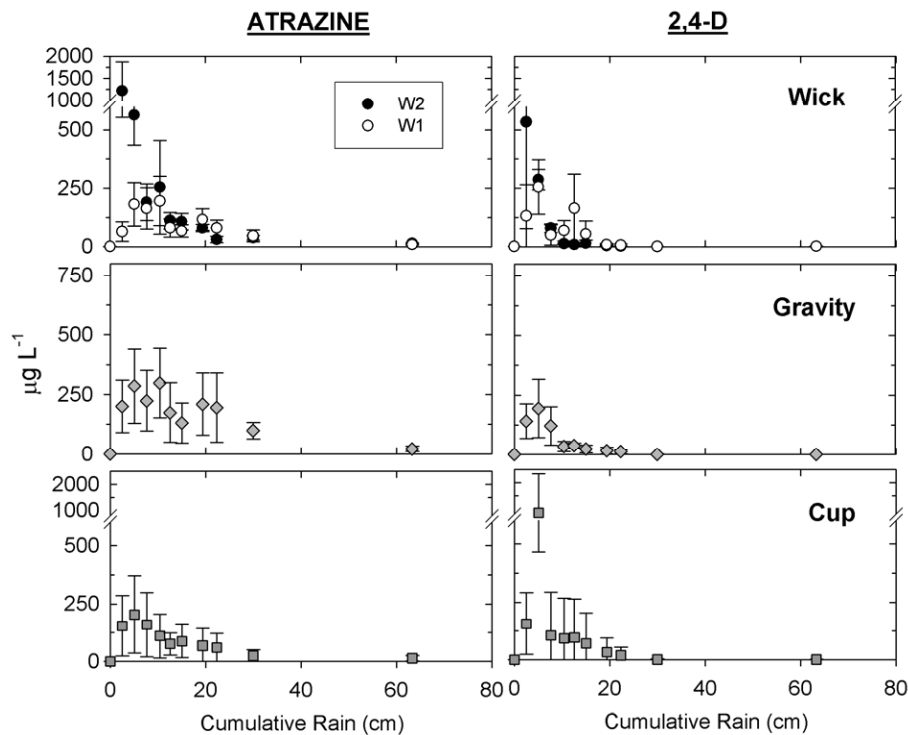 ATRAZINE 2,4-D
2000
1500
1000
500
250
0
W2
W1
Wick
750
500
250
0
Gravity
µg L-1
2000
1000
500
250
0
Cup
0 20 40 60 80 0 20 40 60 80
Cumulative Rain (cm) Cumulative Rain (cm)